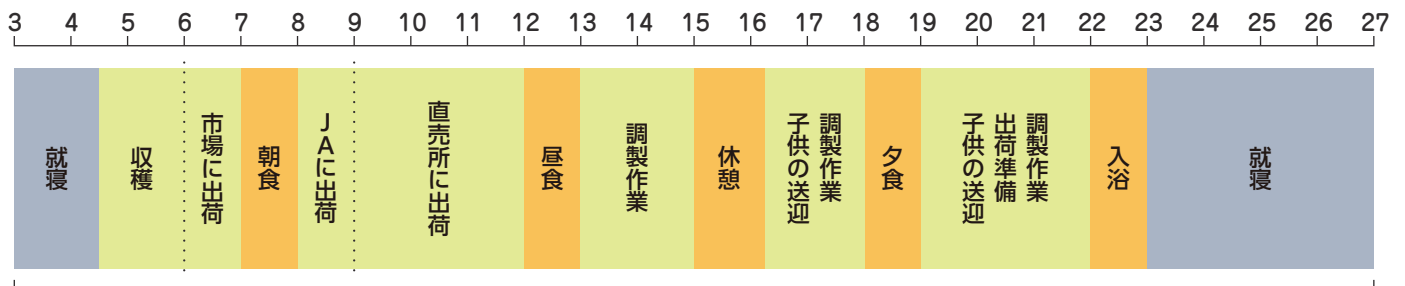 3 4 5 6 7 8 9 10 11 12 13 14 15 16 17 18 19 20 21 22 23 24 25 26 27
就寝
収穫
市場に出荷
朝食
JAに出荷
直売所に出荷
昼食
調製作業
休憩
調製作業
子供の送迎
夕食
調製作業
出荷準備
子供の送迎
入浴
就寝